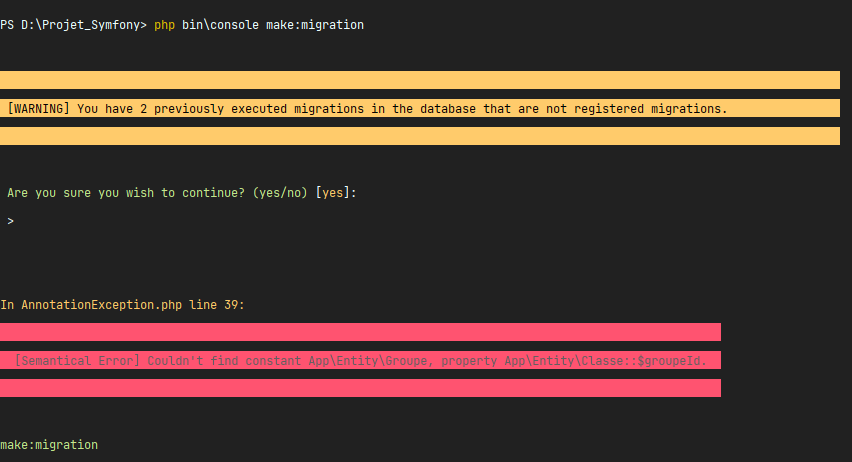 PS D:\Projet_Symfony> php bin\console make:migration
[WARNING] You have 2 previously executed migrations in the database that are not registered migrations.
Are you sure you wish to continue? (yes/no) [yes]:
>
In AnnotationException.php line 39:
[Semantical Error] Couldn't find constant App\Entity\Groupe, property App\Entity\Classe::$groupeId.
make:migration